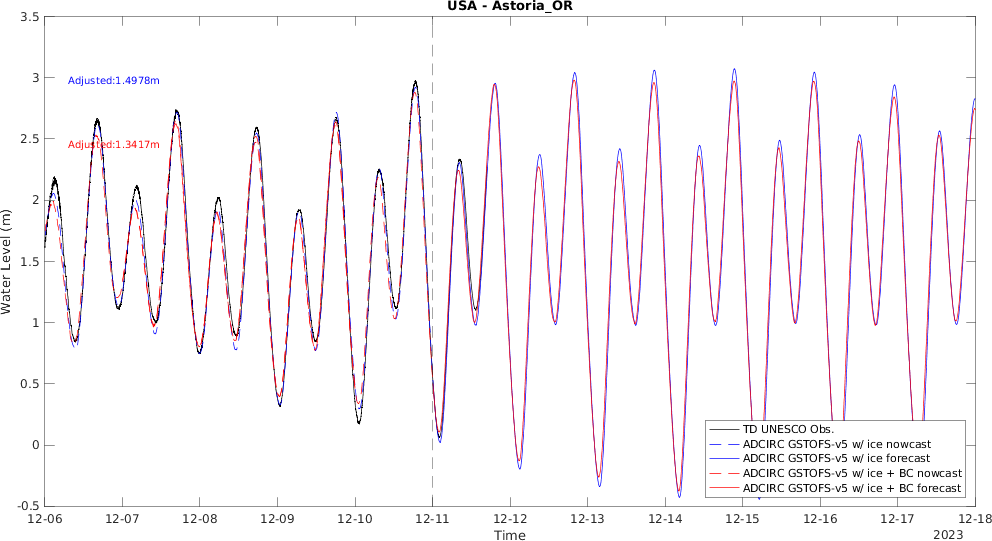 USA - Astoria_OR
3.5
3
2.5
2
1.5
1
0.5
0
-0.5
Water Level (m)
Adjusted:1.4978m
Adjusted:1.3417m
TD UNESCO Obs.
ADCIRC GSTOFS-v5 w/ ice nowcast
ADCIRC GSTOFS-v5 w/ ice forecast
ADCIRC GSTOFS-v5 w/ ice + BC nowcast
ADCIRC GSTOFS-v5 w/ ice + BC forecast
12-06 12-07 12-08 12-09 12-10 12-11 12-12 12-13 12-14 12-15 12-16 12-17 12-18
Time
2023